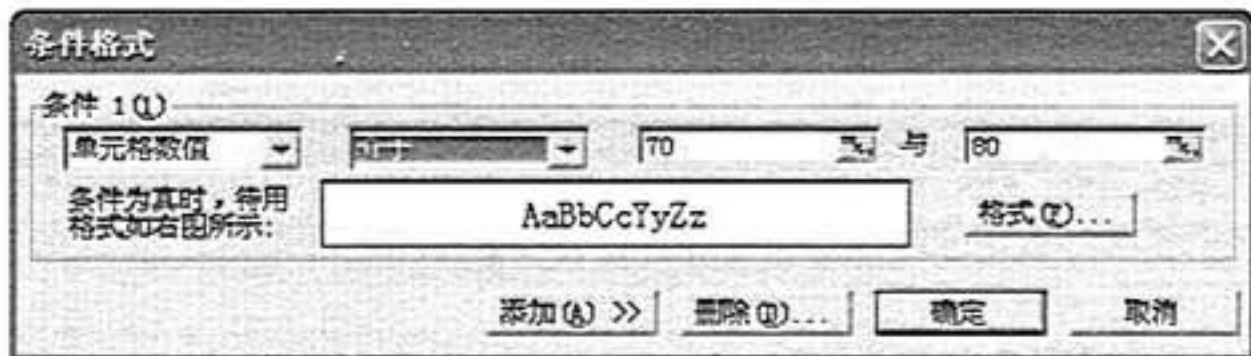 条件格式
条件 1(1)
单元格数值 介于 70 与 80
条件为真时，待用
格式如右图所示:
AaBbCcYyZz 格式(F)...
添加(A) >> 删除(D)... 确定 取消